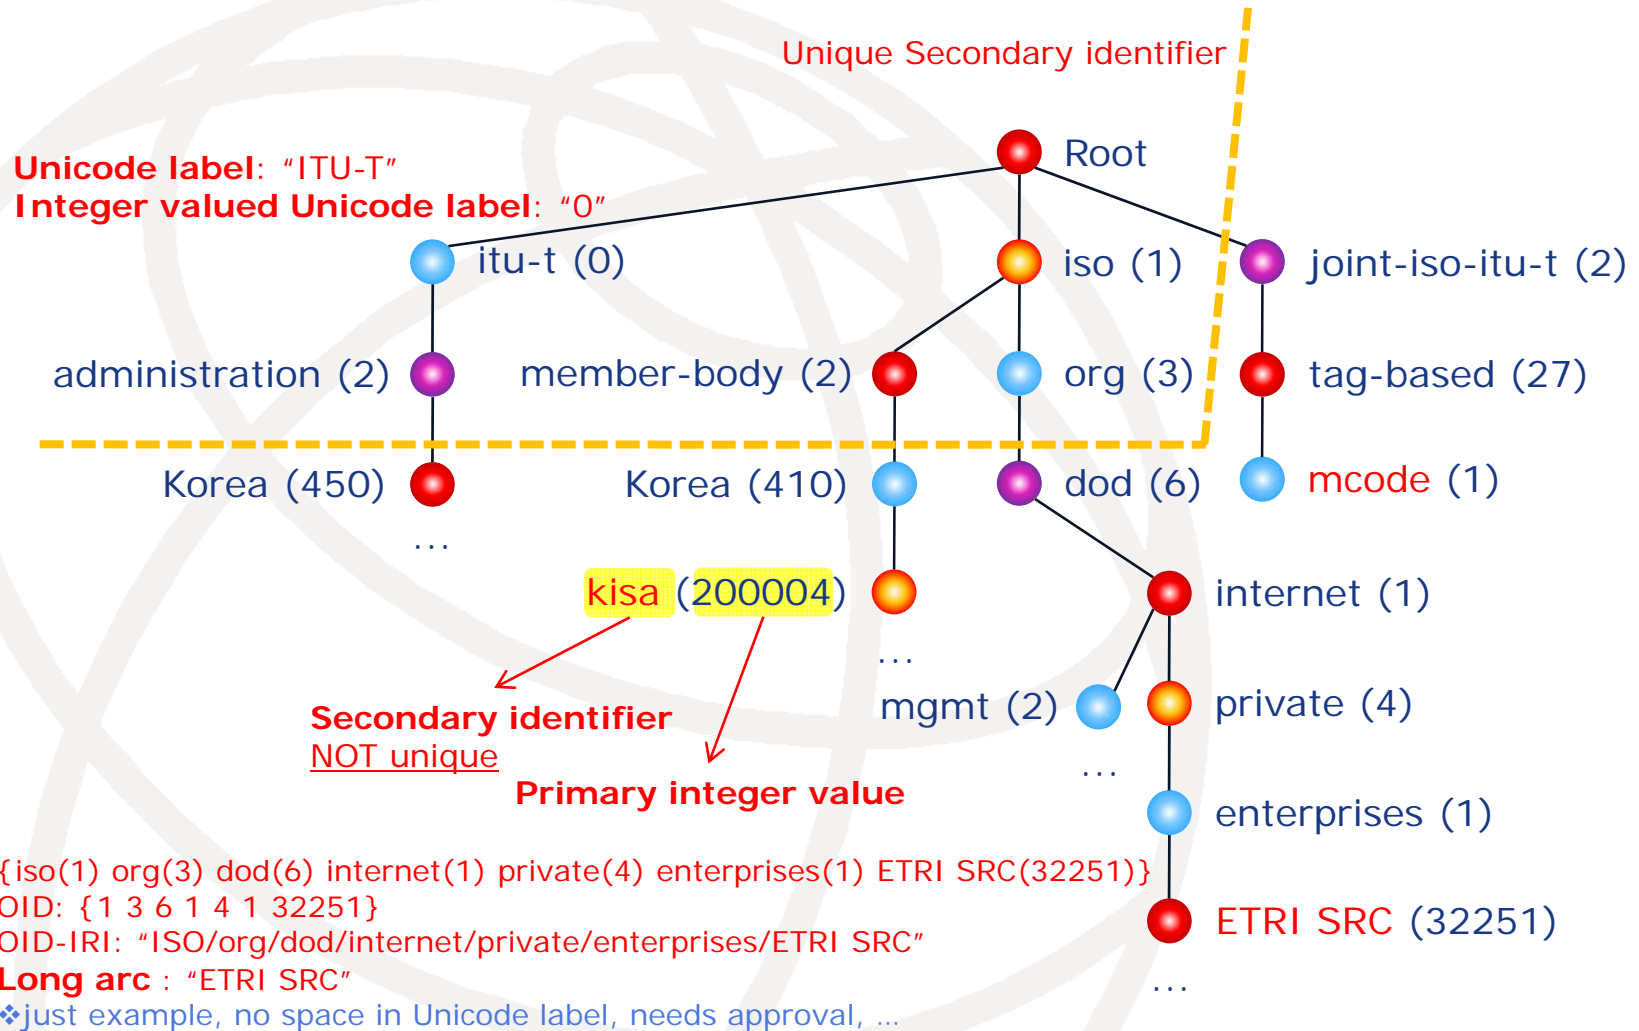 Unique Secondary identifier
Root
Unicode label: “ITU-T”
Integer valued Unicode label: “0”
itu-t (0)
iso (1)
joint-iso-itu-t (2)
administration (2)
member-body (2)
org (3)
tag-based (27)
Korea (450)
Korea (410)
dod (6)
mcode (1)
...
kisa (200004)
internet (1)
...
Secondary identifier
NOT unique
mgmt (2)
private (4)
...
Primary integer value
enterprises (1)
{iso(1) org(3) dod(6) internet(1) private(4) enterprises(1) ETRI SRC(32251)}
OID: {1 3 6 1 4 1 32251}
OID-IRI: “ISO/org/dod/internet/private/enterprises/ETRI SRC”
Long arc : “ETRI SRC”
❖just example, no space in Unicode label, needs approval, …
ETRI SRC (32251)
...